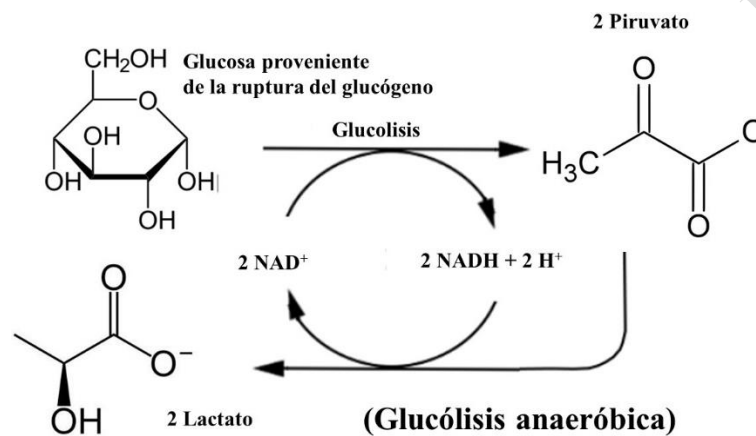 2 Piruvato
CH₂OH
Glucosa proveniente
de la ruptura del glucógeno
O
O
OH
OH
OH
OH
OH
Glucolisis
H₃C
O
2 NAD⁺
2 NADH + 2 H⁺
O
O⁻
OH
2 Lactato
(Glucólisis anaeróbica)